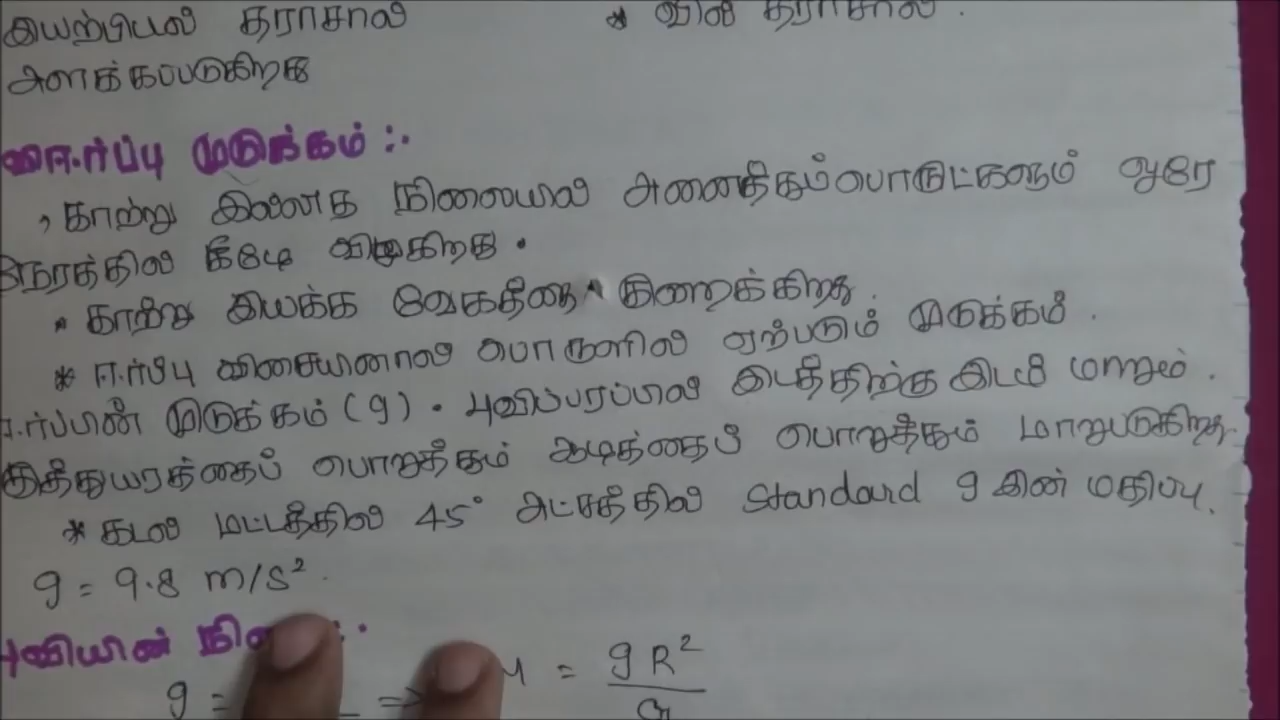 இயற்பியல் தராசால் * வில் தராசால்.
அளக்கப்படுகிறது
ஈர்ப்பு முடுக்கம் :-
காற்று இல்லாத நிலையில் அனைத்தும் பொருட்களும் ஒரே
நேரத்தில் கீழே விழுகிறது.
* காற்று இயக்க வேகத்தை குறைக்கிறது.
* ஈர்ப்பு விசையினால் பொருளில் ஏற்படும் முடுக்கம்.
ஈர்ப்பின் முடுக்கம் (g). புவிப்பரப்பில் இடத்திற்கு இடம் மாறும்.
குத்துயரத்தைப் பொறுத்தும் ஆழத்தைப் பொறுத்தும் மாறுபடுகிறது.
* கடல் மட்டத்தில் 45° அட்சத்தில் Standard g இன் மதிப்பு.
g = 9.8 m/s²
புவியின் :-
g = ⇒ M = gR² / G